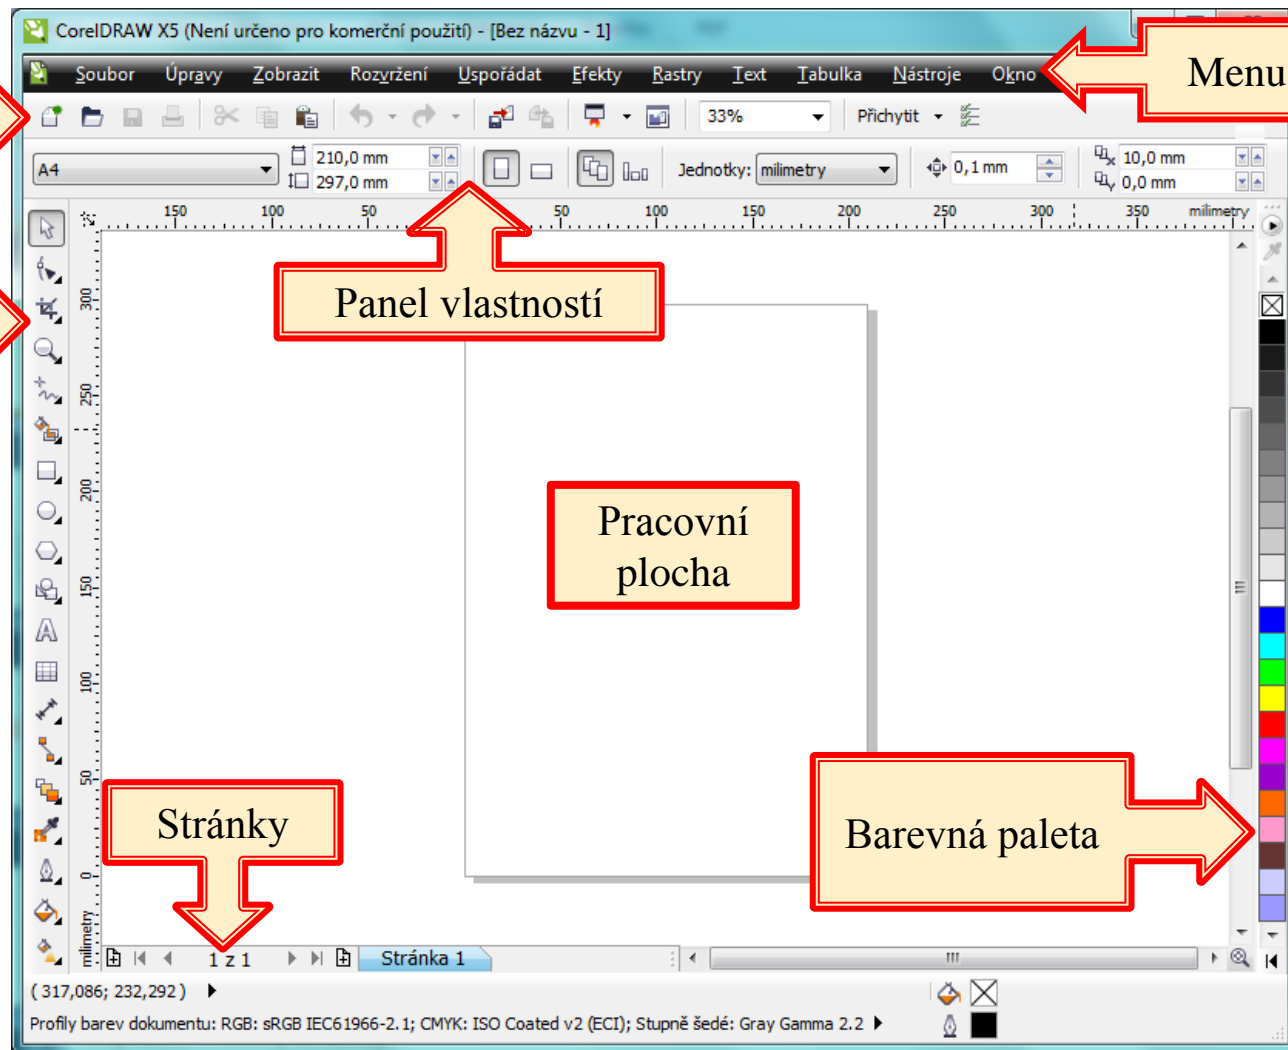 CorelDRAW X5 (Není určeno pro komerční použití) - [Bez názvu - 1]
Soubor Úpravy Zobrazit Rozvržení Uspořádat Efekty Rastry Text Tabulka Nástroje Okno
Menu
33% Přichytit
A4 210,0 mm 297,0 mm Jednotky: milimetry 0,1 mm 10,0 mm 0,0 mm
150 100 50 50 100 150 200 250 300 350 milimetry
Panel vlastností
300
250
200
Pracovní
plocha
150
100
50
Stránky
Barevná paleta
0
milimetry
1 z 1 Stránka 1
( 317,086; 232,292 )
Profily barev dokumentu: RGB: sRGB IEC61966-2.1; CMYK: ISO Coated v2 (ECI); Stupně šedé: Gray Gamma 2.2